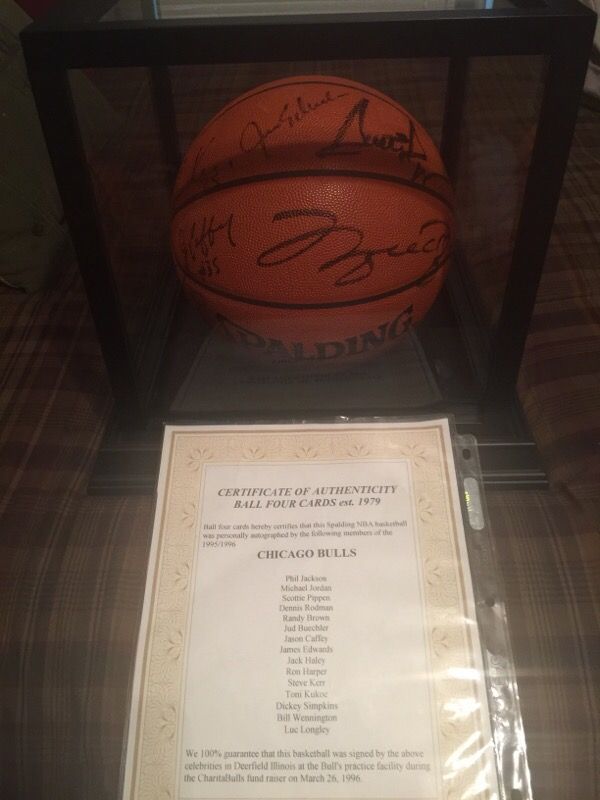 #35
SPALDING
CERTIFICATE OF AUTHENTICITY
BALL FOUR CARDS est. 1979
Ball four cards hereby certifies that this Spalding NBA basketball
was personally autographed by the following members of the
1995/1996
CHICAGO BULLS
Phil Jackson
Michael Jordan
Scottie Pippen
Dennis Rodman
Randy Brown
Jud Buechler
Jason Caffey
James Edwards
Jack Haley
Ron Harper
Steve Kerr
Toni Kukoc
Dickey Simpkins
Bill Wennington
Luc Longley
We 100% guarantee that this basketball was signed by the above
celebrities in Deerfield Illinois at the Bull's practice facility during
the CharitaBulls fund raiser on March 26, 1996.